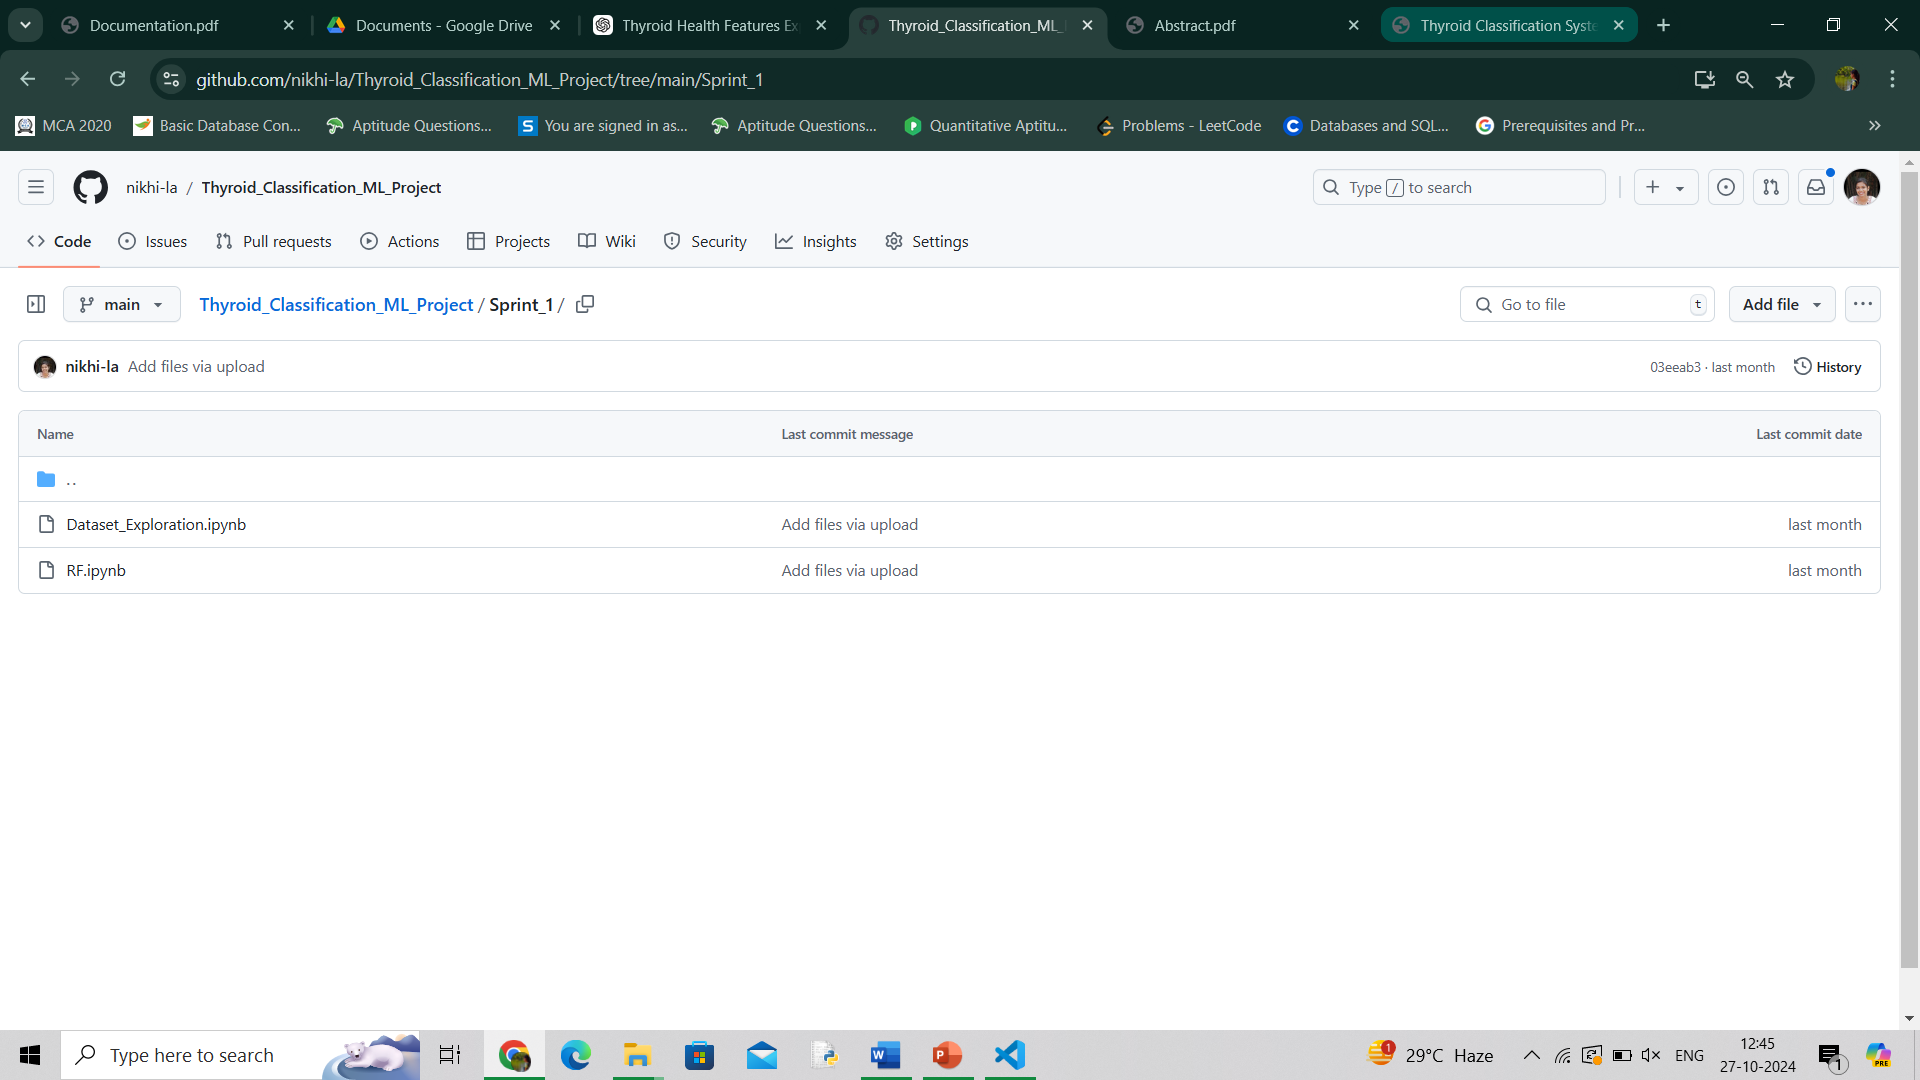 Documentation.pdf
Documents - Google Drive
Thyroid Health Features Ex
Thyroid_Classification_ML_
Abstract.pdf
Thyroid Classification Syste
github.com/nikhi-la/Thyroid_Classification_ML_Project/tree/main/Sprint_1
MCA 2020
Basic Database Con...
Aptitude Questions...
S
You are signed in as...
Aptitude Questions...
Quantitative Aptitu...
Problems - LeetCode
Databases and SQL...
Prerequisites and Pr...
nikhi-la / Thyroid_Classification_ML_Project
Type / to search
Code
Issues
Pull requests
Actions
Projects
Wiki
Security
Insights
Settings
main
Thyroid_Classification_ML_Project / Sprint_1 /
Go to file
t
Add file
nikhi-la Add files via upload
03eeab3 · last month
History
Name
Last commit message
Last commit date
..
Dataset_Exploration.ipynb
Add files via upload
last month
RF.ipynb
Add files via upload
last month
Type here to search
1
29°C Haze
ENG
12:45
27-10-2024
1
PRE